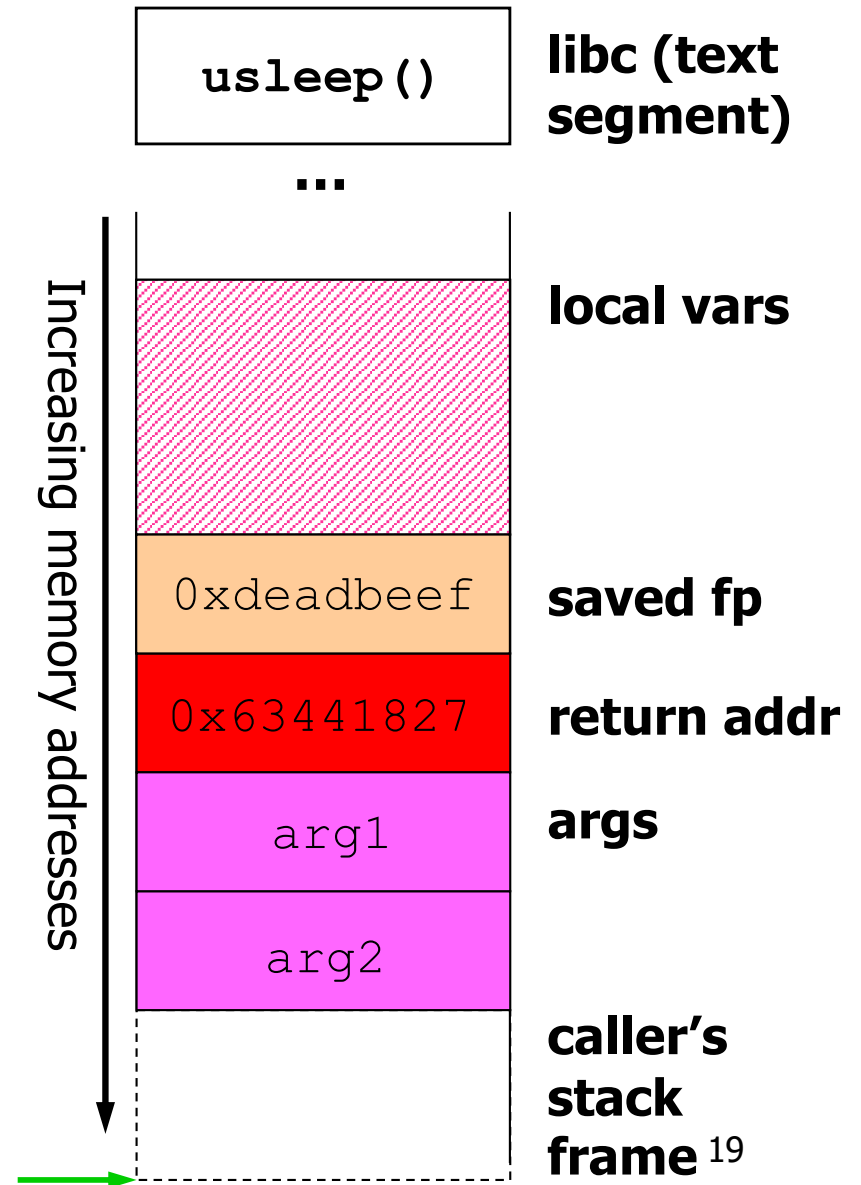 usleep()
libc (text
segment)
...
Increasing memory addresses
local vars
0xdeadbeef
saved fp
0x63441827
return addr
arg1
args
arg2
caller’s
stack
frame 19